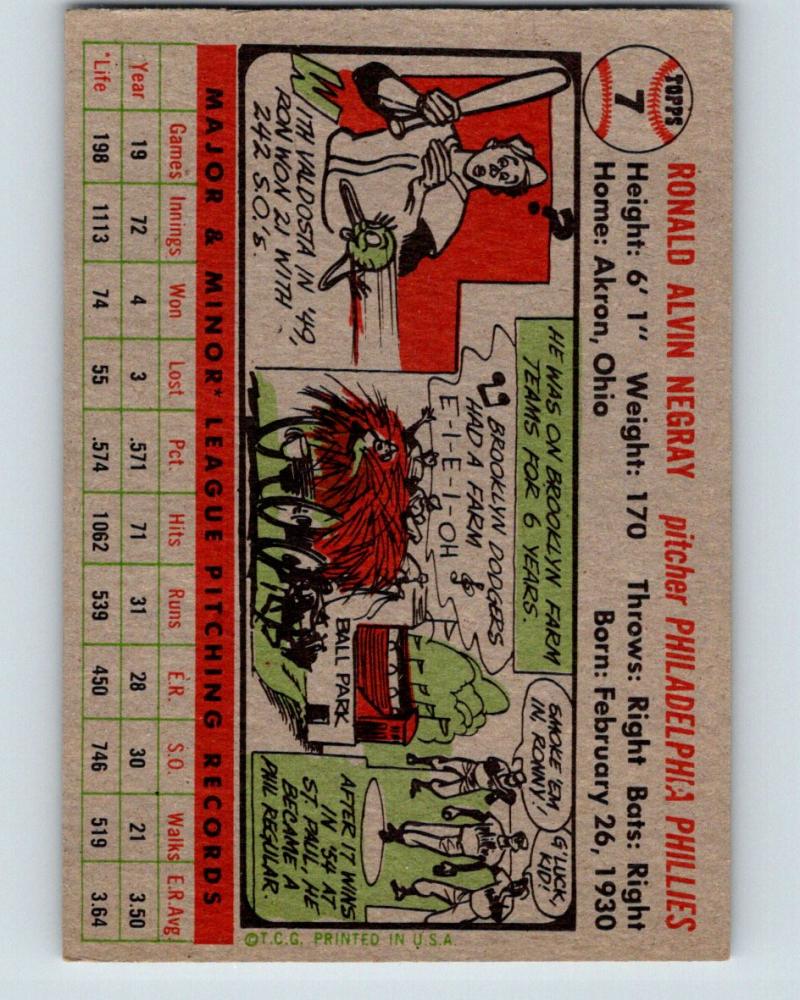 TOPPS
7
RONALD ALVIN NEGRAY pitcher PHILADELPHIA PHILLIES
Height: 6' 1" Weight: 170 Throws: Right Bats: Right
Home: Akron, Ohio Born: February 26, 1930
?
WITH VALDOSTA IN '49,
RON WON 21 WITH
242 S.O.'s.
HE WAS ON BROOKLYN FARM
TEAMS FOR 6 YEARS.
BROOKLYN DODGERS
HAD A FARM
E-I-E-I-OH
BALL PARK
SMOKE 'EM
IN, RONNY!
G'LUCK,
KID!
AFTER 17 WINS
IN '54 AT
ST. PAUL, HE
BECAME A
PHIL REGULAR.
MAJOR & MINOR* LEAGUE PITCHING RECORDS
Games Innings Won Lost Pct. Hits Runs E.R. S.O. Walks E.R.Avg.
Year 19 72 4 3 .571 71 31 28 30 21 3.50
*Life 198 1113 74 55 .574 1062 539 450 746 519 3.64
©T.C.G. PRINTED IN U.S.A.